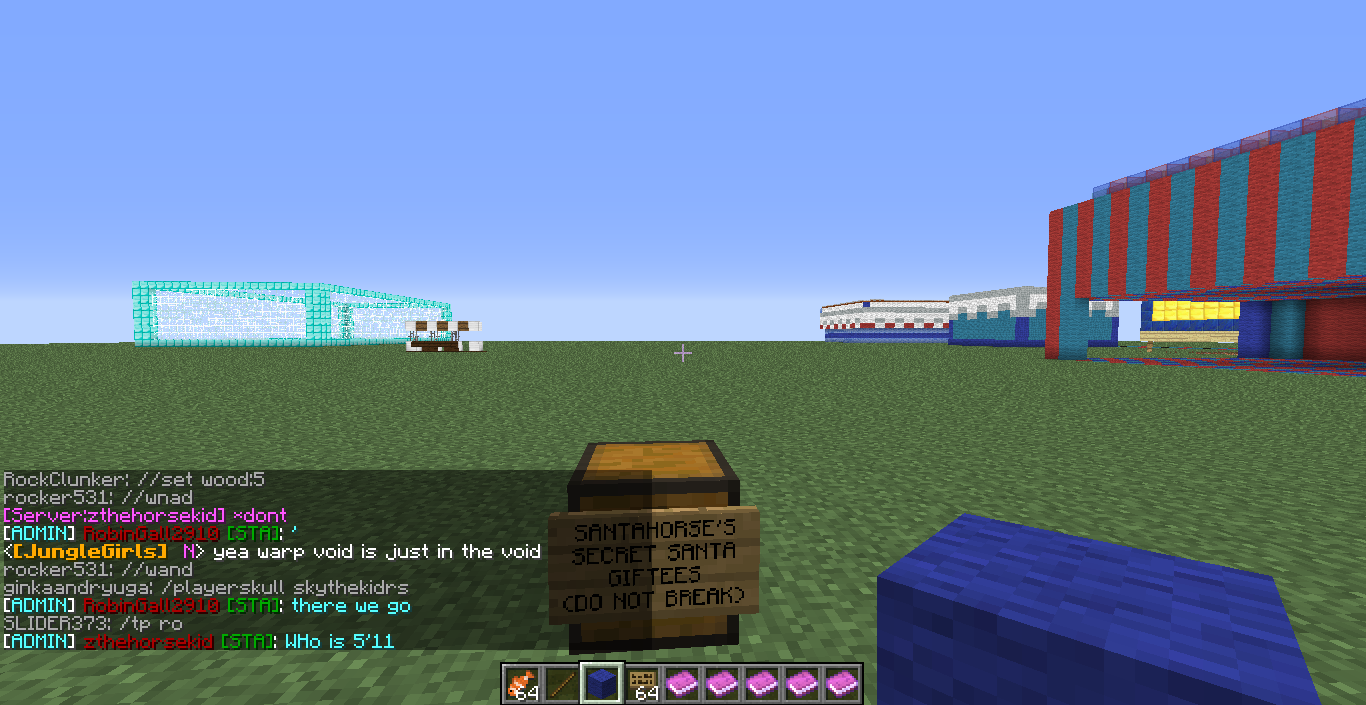 RockClunker: //set wood:5
rocker531: //wnad
[Server:zthehorsekid] *dont
[ADMIN] RobinGall2910 [STA]: '
<[JungleGirls] N> yea warp void is just in the void
rocker531: //wand
ginkaandryuga: /playerskull skythekidrs
[ADMIN] RobinGall2910 [STA]: there we go
SLIDER373: /tp ro
[ADMIN] zthehorsekid [STA]: WHo is 5'11
SANTAHORSE'S
SECRET SANTA
GIFTEES
(DO NOT BREAK)
64
64